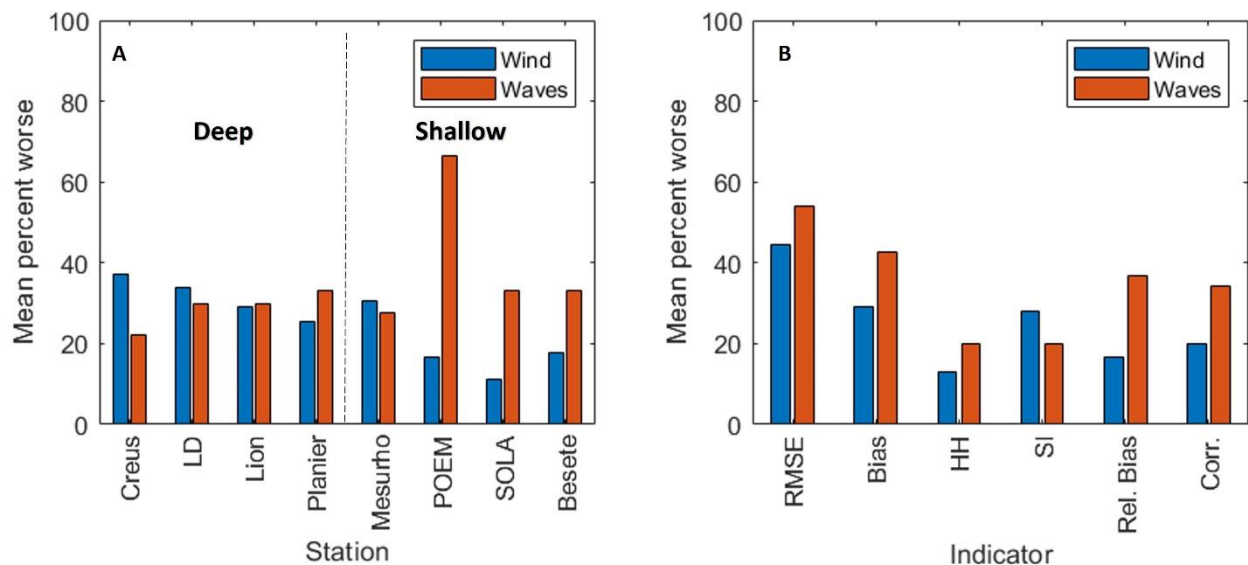 A
Deep
Shallow
Wind
Waves
Mean percent worse
100
80
60
40
20
0
Creus
LD
Lion
Planier
Mesurho
POEM
SOLA
Besete
Station
B
Wind
Waves
Mean percent worse
100
80
60
40
20
0
RMSE
Bias
HH
SI
Rel. Bias
Corr.
Indicator